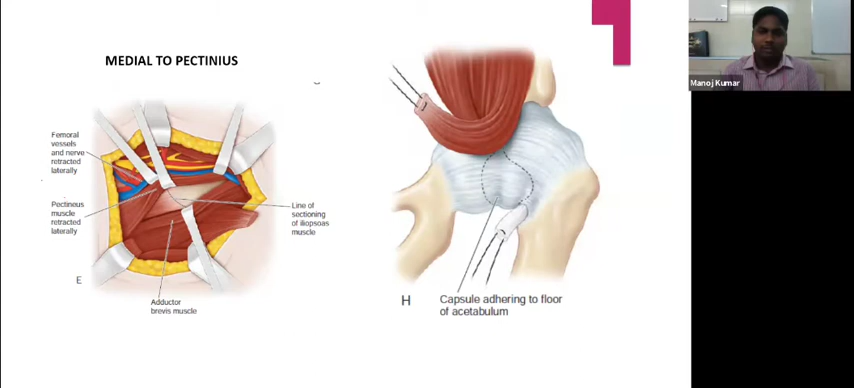 MEDIAL TO PECTINIUS
Manoj Kumar
Femoral
vessels
and nerve
retracted
laterally
Pectineus
muscle
retracted
laterally
Line of
sectioning
of iliopsoas
muscle
E
Adductor
brevis muscle
H
Capsule adhering to floor
of acetabulum